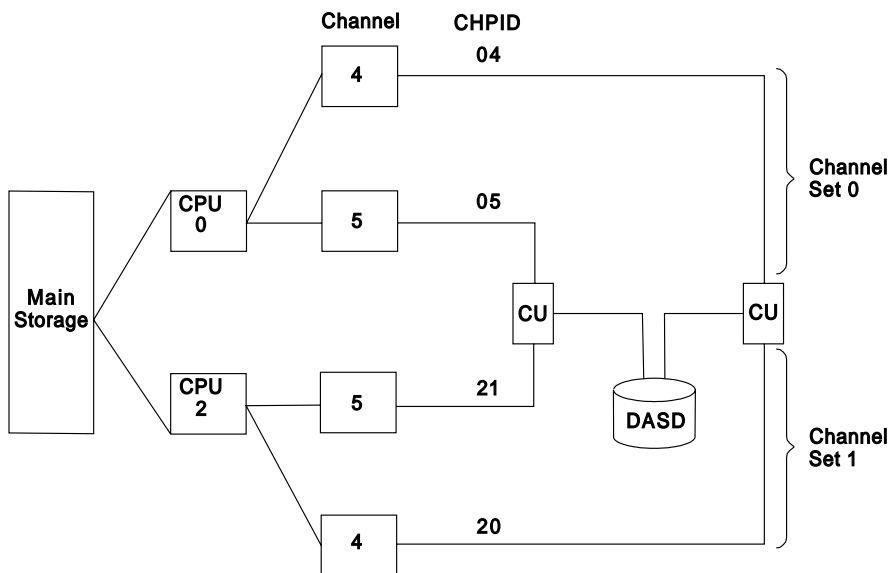 Channel
CHPID
4
04
Channel
Set 0
CPU
0
5
05
Main
Storage
CU
CU
CPU
2
5
21
DASD
Channel
Set 1
4
20